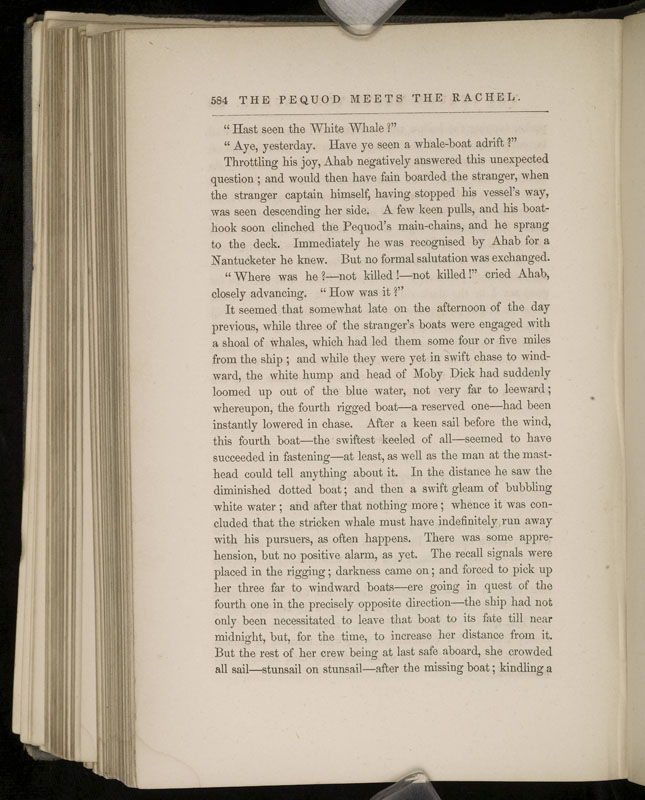 584 THE PEQUOD MEETS THE RACHEL.
“Hast seen the White Whale?”
“Aye, yesterday. Have ye seen a whale-boat adrift?”
Throttling his joy, Ahab negatively answered this unexpected
question; and would then have fain boarded the stranger, when
the stranger captain himself, having stopped his vessel’s way,
was seen descending her side. A few keen pulls, and his boat-
hook soon clinched the Pequod’s main-chains, and he sprang
to the deck. Immediately he was recognised by Ahab for a
Nantucketer he knew. But no formal salutation was exchanged.
“Where was he?—not killed!—not killed!” cried Ahab,
closely advancing. “How was it?”
It seemed that somewhat late on the afternoon of the day
previous, while three of the stranger’s boats were engaged with
a shoal of whales, which had led them some four or five miles
from the ship; and while they were yet in swift chase to wind-
ward, the white hump and head of Moby Dick had suddenly
loomed up out of the blue water, not very far to leeward;
whereupon, the fourth rigged boat—a reserved one—had been
instantly lowered in chase. After a keen sail before the wind,
this fourth boat—the swiftest keeled of all—seemed to have
succeeded in fastening—at least, as well as the man at the mast-
head could tell anything about it. In the distance he saw the
diminished dotted boat; and then a swift gleam of bubbling
white water; and after that nothing more; whence it was con-
cluded that the stricken whale must have indefinitely run away
with his pursuers, as often happens. There was some appre-
hension, but no positive alarm, as yet. The recall signals were
placed in the rigging; darkness came on; and forced to pick up
her three far to windward boats—ere going in quest of the
fourth one in the precisely opposite direction—the ship had not
only been necessitated to leave that boat to its fate till near
midnight, but, for the time, to increase her distance from it.
But the rest of her crew being at last safe aboard, she crowded
all sail—stunsail on stunsail—after the missing boat; kindling a